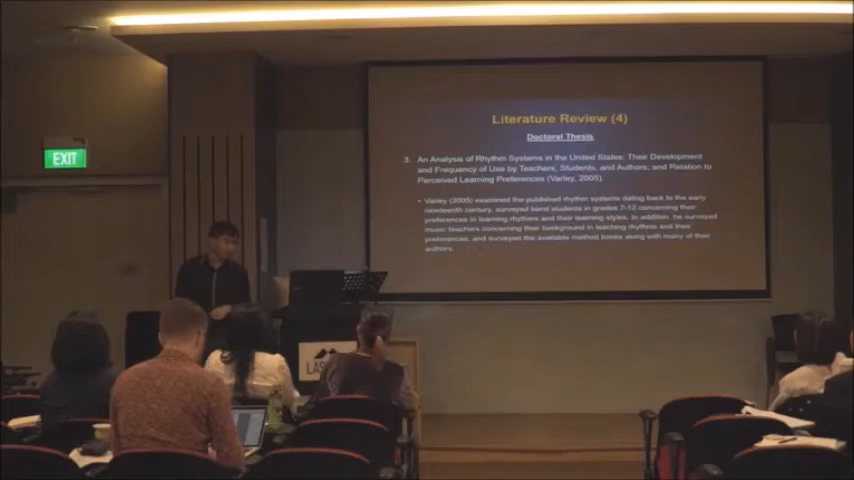 EXIT
Literature Review (4)
Doctoral Thesis
3. An Analysis of Rhythm Systems in the United States: Their Development
and Frequency of Use by Teachers, Students, and Authors; and Relation to
Perceived Learning Preferences (Varley, 2005)
• Varley (2005) examined the published rhythm systems dating back to the early
nineteenth century, surveyed band students in grades 7-12 concerning their
preferences in learning rhythms and their learning styles. In addition, he surveyed
music teachers concerning their background in teaching rhythms and their
preferences, and surveyed the available method books along with many of their
authors.
LAS